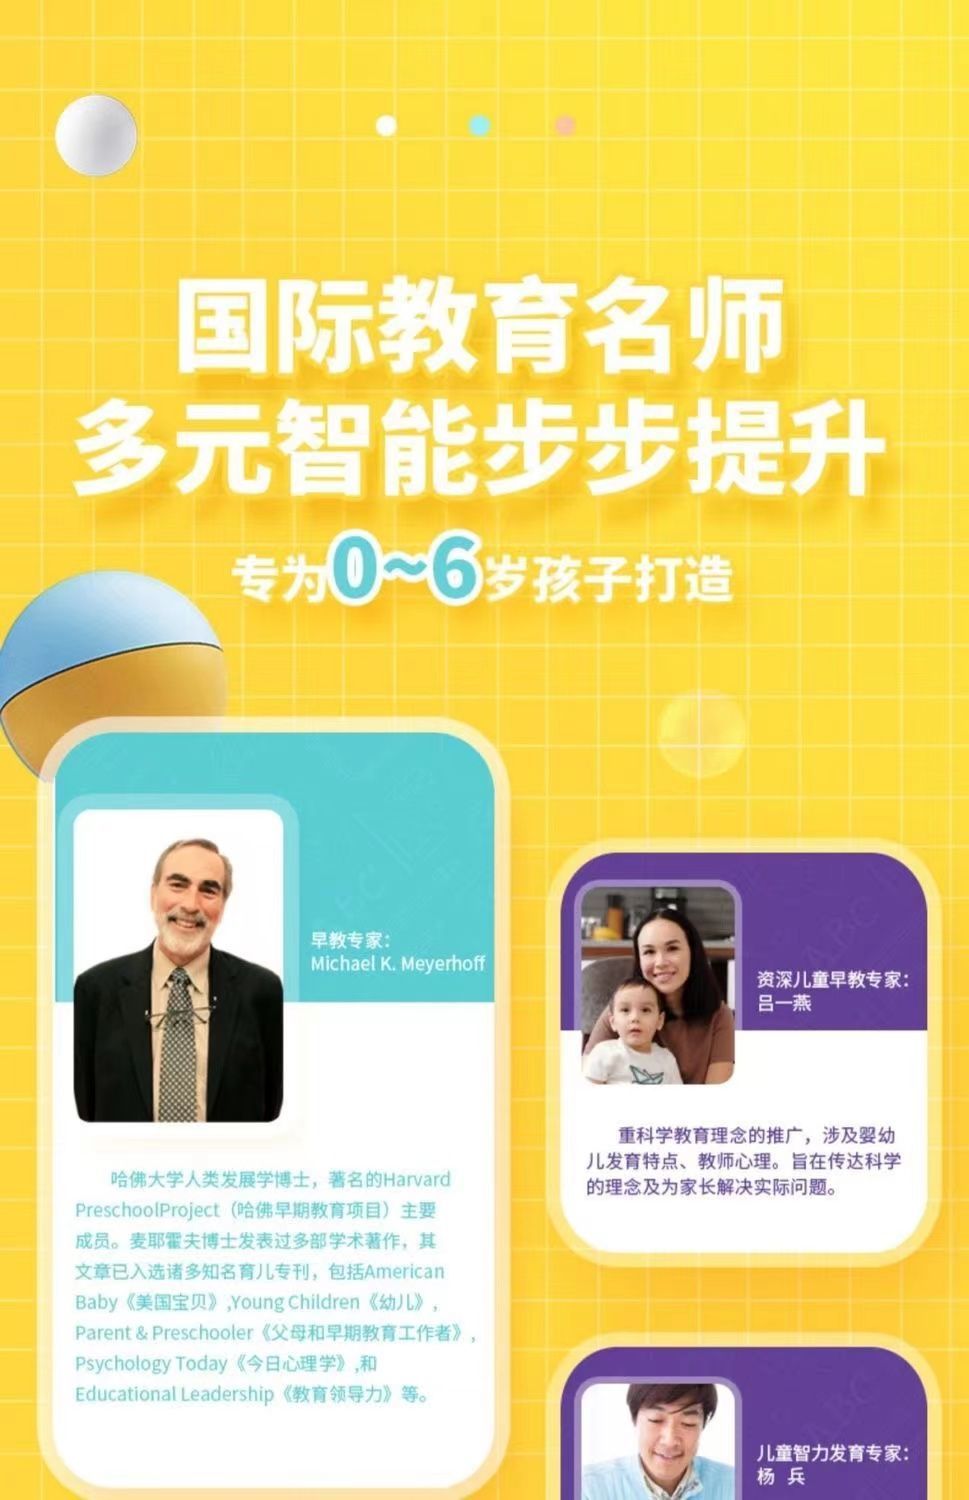 国际教育名师
多元智能步步提升
专为0~6岁孩子打造
早教专家：
Michael K. Meyerhoff
哈佛大学人类发展学博士，著名的Harvard
PreschoolProject（哈佛早期教育项目）主要
成员。麦耶霍夫博士发表过多部学术著作，其
文章已入选诸多知名育儿专刊，包括American
Baby《美国宝贝》,Young Children《幼儿》,
Parent & Preschooler《父母和早期教育工作者》,
Psychology Today《今日心理学》,和
Educational Leadership《教育领导力》等。
资深儿童早教专家：
吕一燕
重科学教育理念的推广，涉及婴幼
儿发育特点、教师心理。旨在传达科学
的理念及为家长解决实际问题。
儿童智力发育专家：
杨 兵